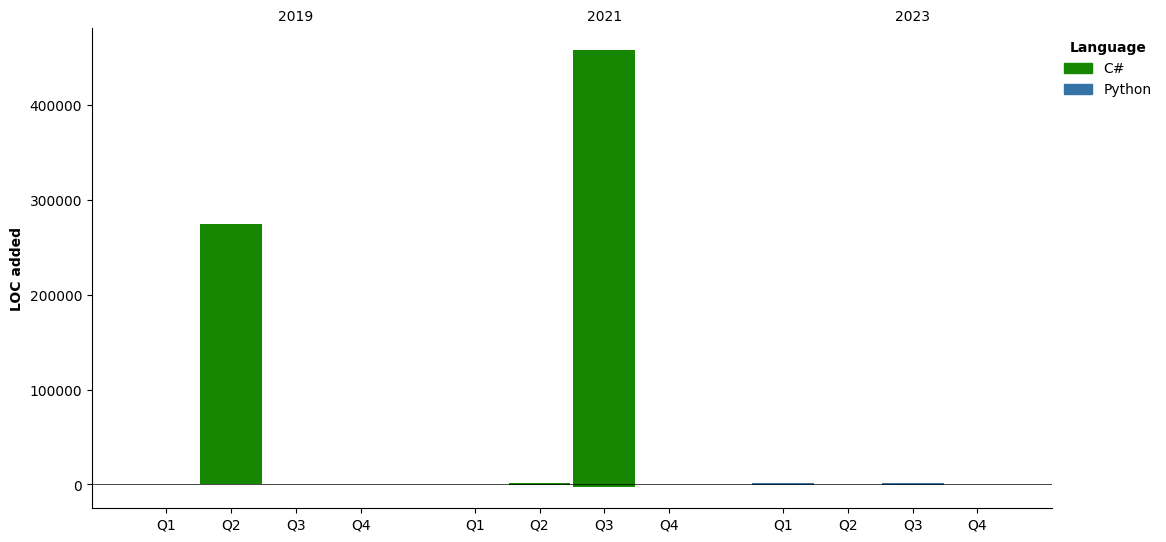 2019 2021 2023
Language
C#
Python
LOC added
400000
300000
200000
100000
0
Q1 Q2 Q3 Q4 Q1 Q2 Q3 Q4 Q1 Q2 Q3 Q4